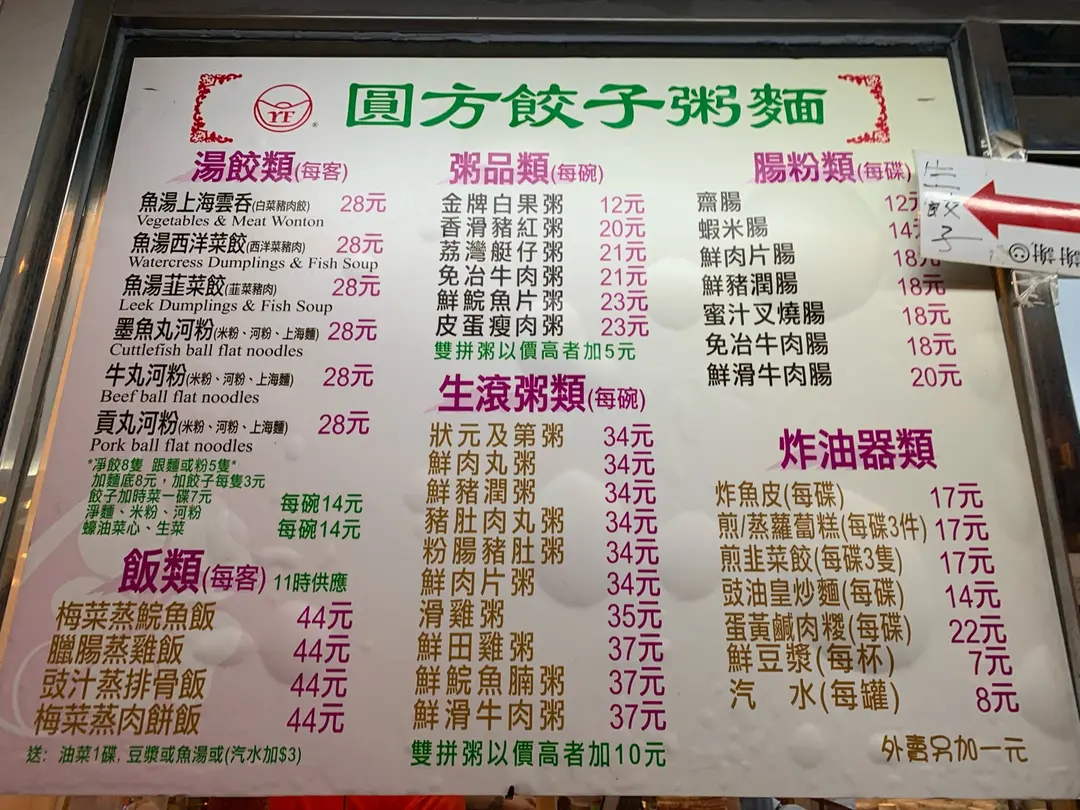 YF
圓方餃子粥麵
湯餃類(每客)
魚湯上海雲吞(白菜豬肉餃) 28元
Vegetables & Meat Wonton
魚湯西洋菜餃(西洋菜豬肉) 28元
Watercress Dumplings & Fish Soup
魚湯韮菜餃(韮菜豬肉) 28元
Leek Dumplings & Fish Soup
墨魚丸河粉(米粉、河粉、上海麵) 28元
Cuttlefish ball flat noodles
牛丸河粉(米粉、河粉、上海麵) 28元
Beef ball flat noodles
貢丸河粉(米粉、河粉、上海麵) 28元
Pork ball flat noodles
*凈餃8隻 跟麵或粉5隻*
加麵底8元，加餃子每隻3元
餃子加時菜一碟7元
淨麵、米粉、河粉 每碗14元
蠔油菜心、生菜 每碗14元
飯類(每客) 11時供應
梅菜蒸鯇魚飯 44元
臘腸蒸雞飯 44元
豉汁蒸排骨飯 44元
梅菜蒸肉餅飯 44元
送: 油菜1碟, 豆漿或魚湯或(汽水加$3)
粥品類(每碗)
金牌白果粥 12元
香滑豬紅粥 20元
荔灣艇仔粥 21元
免冶牛肉粥 21元
鮮鯇魚片粥 23元
皮蛋瘦肉粥 23元
雙拼粥以價高者加5元
生滾粥類(每碗)
狀元及第粥 34元
鮮肉丸粥 34元
鮮豬潤粥 34元
豬肚肉丸粥 34元
粉腸豬肚粥 34元
鮮肉片粥 34元
滑雞粥 35元
鮮田雞粥 37元
鮮鯇魚腩粥 37元
鮮滑牛肉粥 37元
雙拼粥以價高者加10元
腸粉類(每碟)
齋腸 12元
蝦米腸 14
鮮肉片腸 18元
鮮豬潤腸 18元
蜜汁叉燒腸 18元
免冶牛肉腸 18元
鮮滑牛肉腸 20元
炸油器類
炸魚皮(每碟) 17元
煎/蒸蘿蔔糕(每碟3件) 17元
煎韭菜餃(每碟3隻) 17元
豉油皇炒麵(每碟) 14元
蛋黃鹹肉糉(每碟) 22元
鮮豆漿(每杯) 7元
汽 水(每罐) 8元
外賣另加一元
生餃子
謝謝